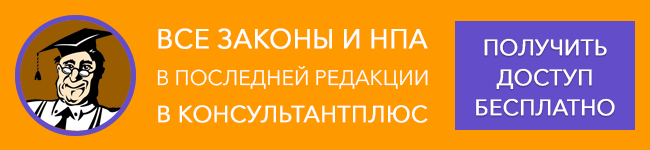 ВСЕ ЗАКОНЫ И НПА
В ПОСЛЕДНЕЙ РЕДАКЦИИ
В КОНСУЛЬТАНТПЛЮС
ПОЛУЧИТЬ
ДОСТУП
БЕСПЛАТНО